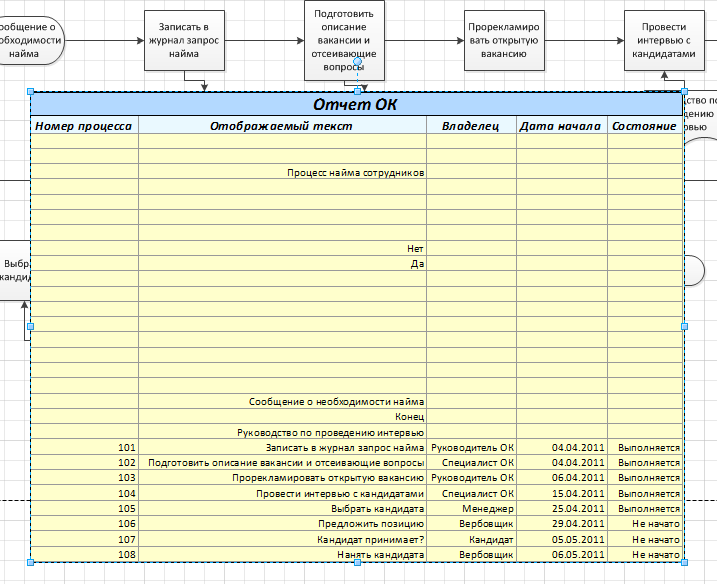 ообщение о
обходимости
найма
Записать в
журнал запрос
найма
Подготовить
описание
вакансии и
отсеивающие
вопросы
Прорекламиро
вать открытую
вакансию
Провести
интервью с
кандидатами
Отчет ОК
Номер процесса Отображаемый текст Владелец Дата начала Состояние
Процесс найма сотрудников
Нет
Да
Сообщение о необходимости найма
Конец
Руководство по проведению интервью
101 Записать в журнал запрос найма Руководитель ОК 04.04.2011 Выполняется
102 Подготовить описание вакансии и отсеивающие вопросы Специалист ОК 04.04.2011 Выполняется
103 Прорекламировать открытую вакансию Руководитель ОК 06.04.2011 Выполняется
104 Провести интервью с кандидатами Специалист ОК 15.04.2011 Выполняется
105 Выбрать кандидата Менеджер 25.04.2011 Выполняется
106 Предложить позицию Вербовщик 29.04.2011 Не начато
107 Кандидат принимает? Кандидат 05.05.2011 Не начато
108 Нанять кандидата Вербовщик 06.05.2011 Не начато
Выбр
канди
ство по
дению
рвью